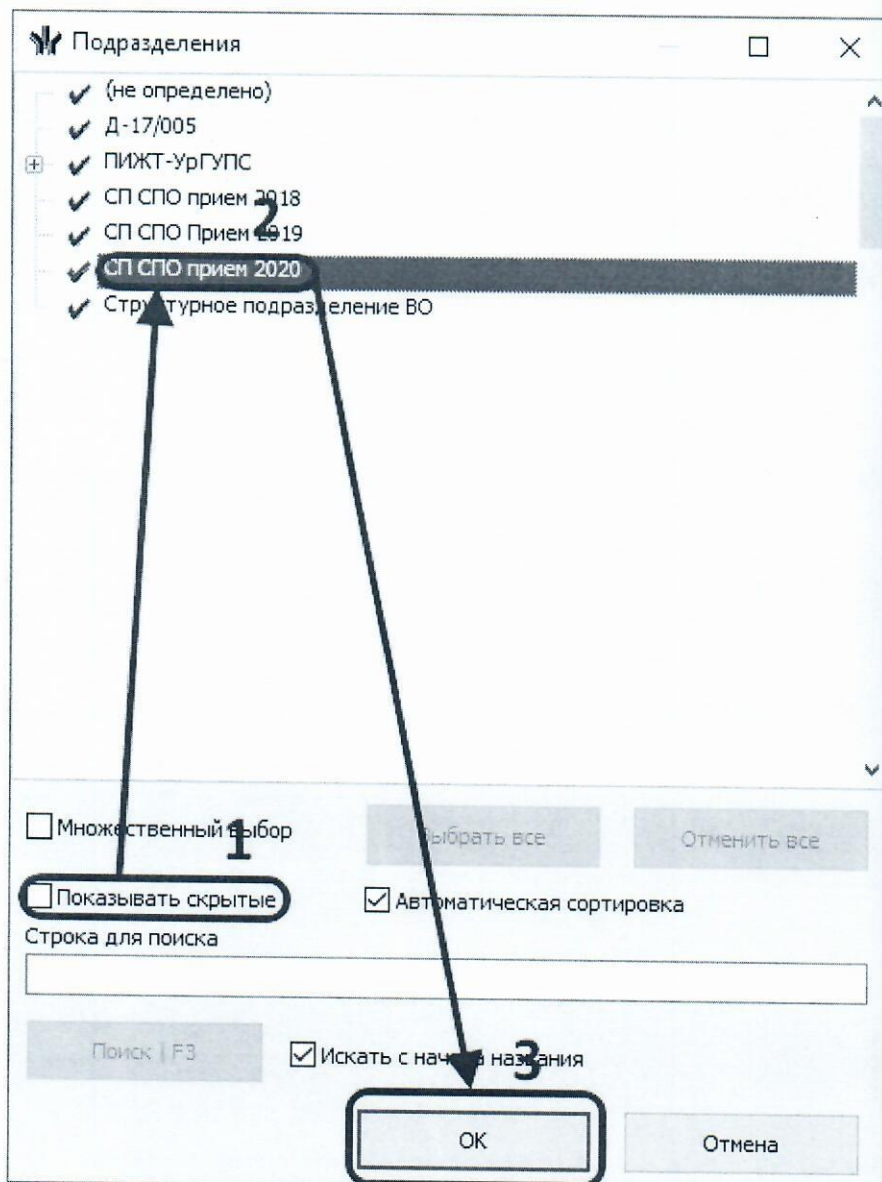 Подразделения
(не определено)
Д-17/005
ПИЖТ-УрГУПС
СП СПО прием 2018
2
СП СПО Прием 2019
СП СПО прием 2020
Структурное подразделение ВО
Множественный выбор
1
Выбрать все
Отменить все
Показывать скрытые
Автоматическая сортировка
Строка для поиска
Поиск | F3
Искать с начала названия
3
ОК
Отмена